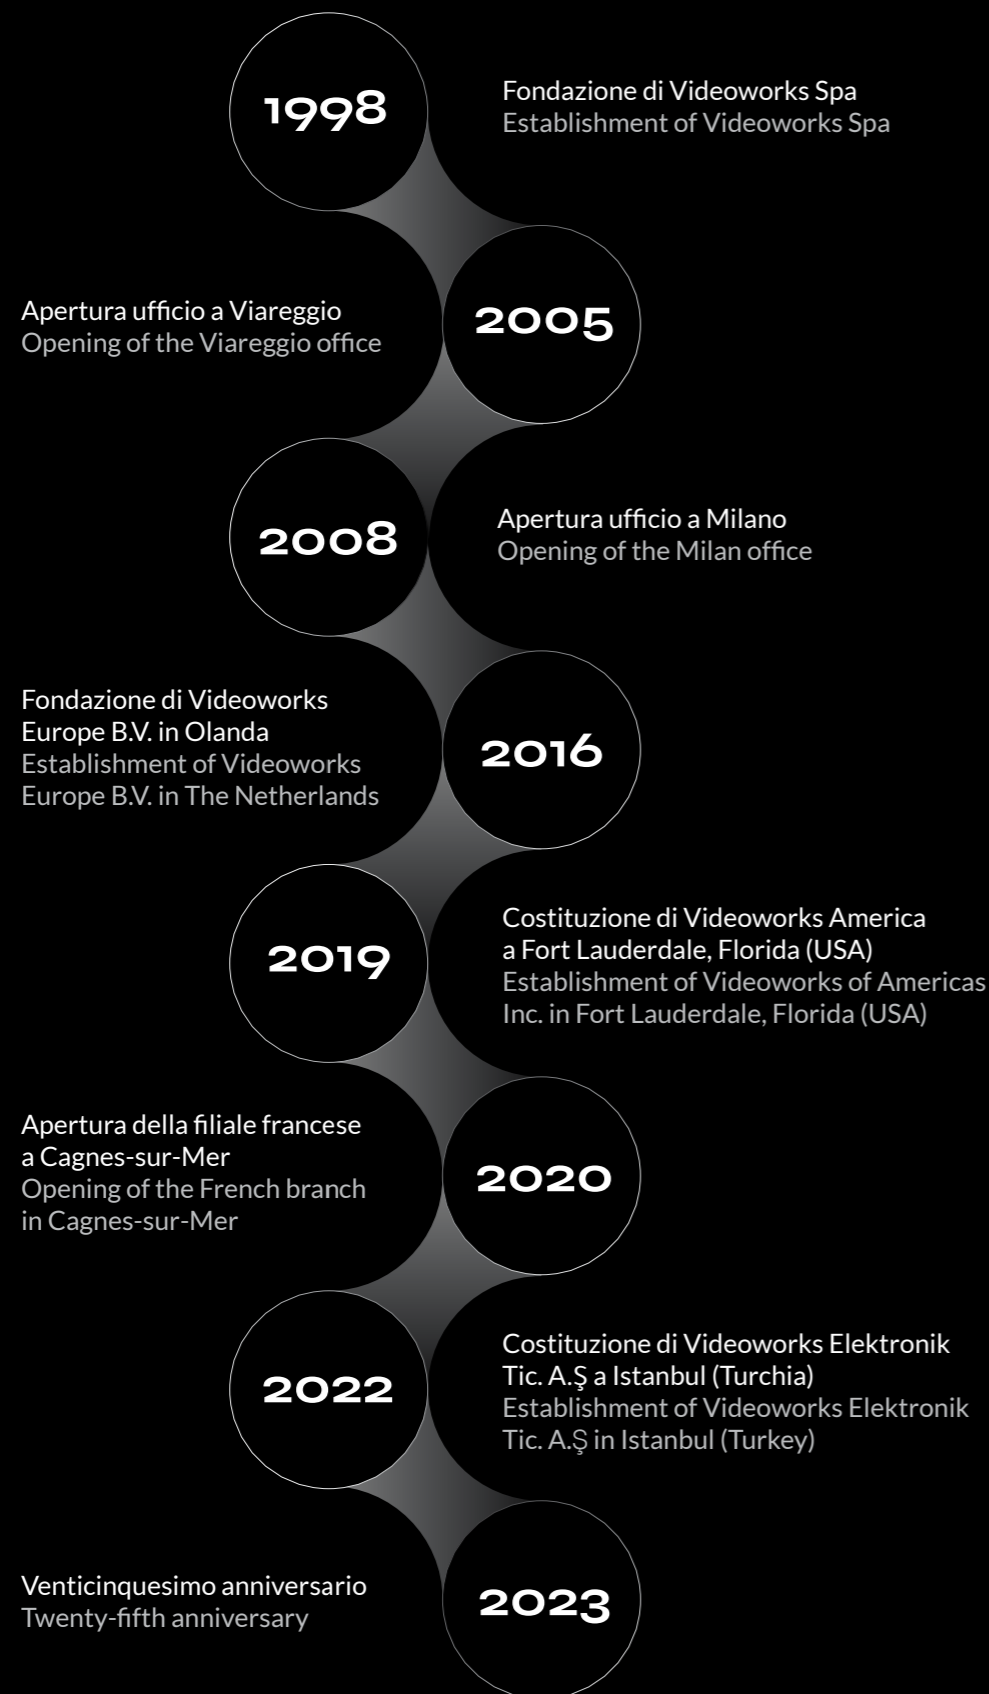 1998
Fondazione di Videoworks Spa
Establishment of Videoworks Spa
Apertura ufficio a Viareggio
Opening of the Viareggio office
2005
2008
Apertura ufficio a Milano
Opening of the Milan office
Fondazione di Videoworks
Europe B.V. in Olanda
Establishment of Videoworks
Europe B.V. in The Netherlands
2016
2019
Costituzione di Videoworks America
a Fort Lauderdale, Florida (USA)
Establishment of Videoworks of Americas
Inc. in Fort Lauderdale, Florida (USA)
Apertura della filiale francese
a Cagnes-sur-Mer
Opening of the French branch
in Cagnes-sur-Mer
2020
2022
Costituzione di Videoworks Elektronik
Tic. A.Ş a Istanbul (Turchia)
Establishment of Videoworks Elektronik
Tic. A.Ş in Istanbul (Turkey)
Venticinquesimo anniversario
Twenty-fifth anniversary
2023